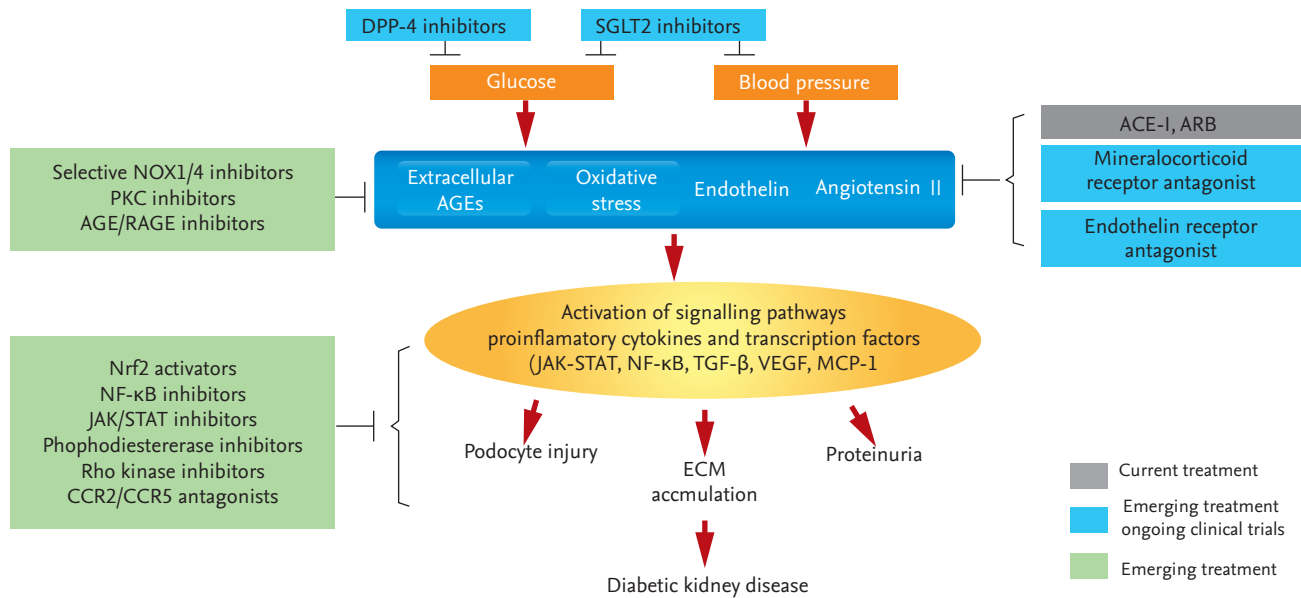 DPP-4 inhibitors
SGLT2 inhibitors
Glucose
Blood pressure
ACE-I, ARB
Mineralocorticoid
receptor antagonist
Endothelin receptor
antagonist
Selective NOX1/4 inhibitors
PKC inhibitors
AGE/RAGE inhibitors
Extracellular
AGEs
Oxidative
stress
Endothelin
Angiotensin II
Activation of signalling pathways
proinflamatory cytokines and transcription factors
(JAK-STAT, NF-κB, TGF-β, VEGF, MCP-1
Nrf2 activators
NF-κB inhibitors
JAK/STAT inhibitors
Phophodiestererase inhibitors
Rho kinase inhibitors
CCR2/CCR5 antagonists
Podocyte injury
ECM
accmulation
Proteinuria
Diabetic kidney disease
Current treatment
Emerging treatment
ongoing clinical trials
Emerging treatment